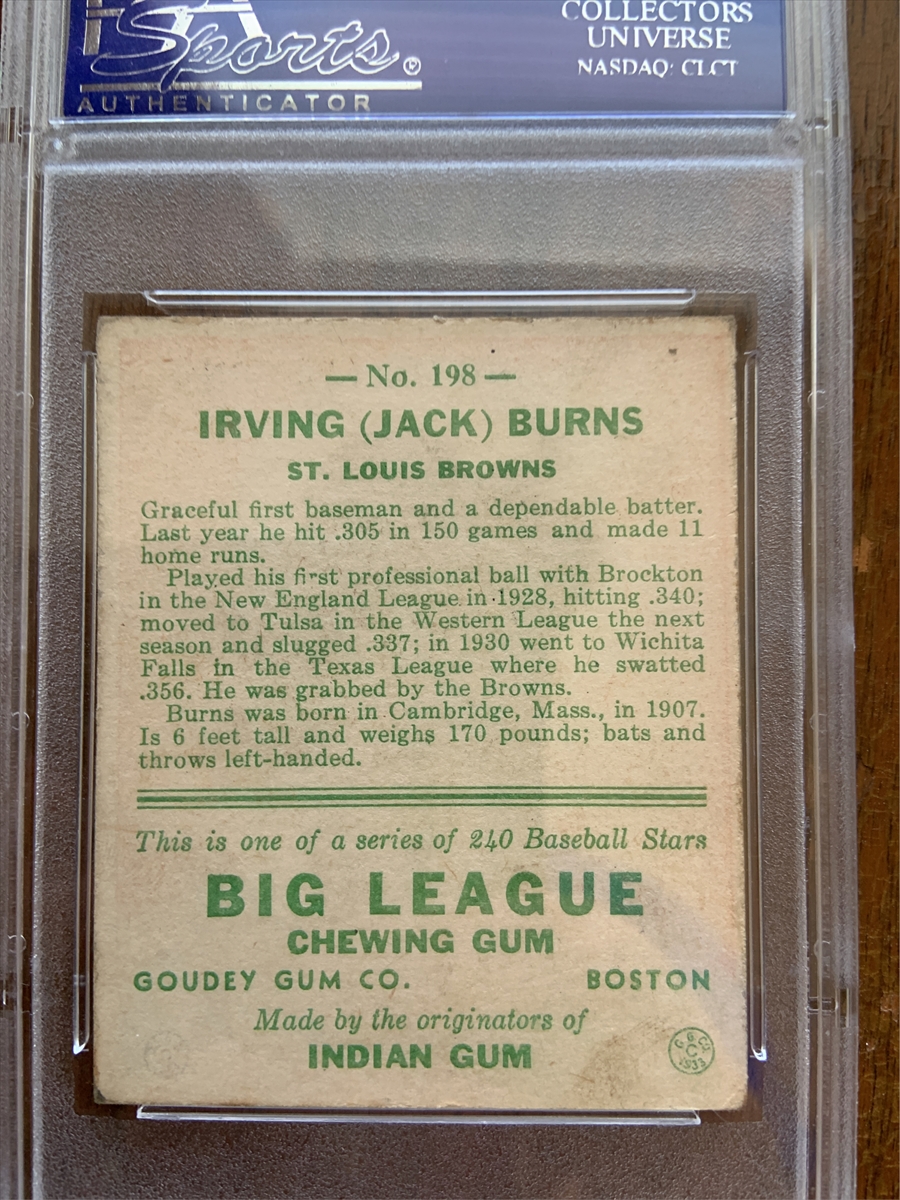 Sports ®
AUTHENTICATOR
COLLECTORS
UNIVERSE
NASDAQ: CLCT
— No. 198 —
IRVING (JACK) BURNS
ST. LOUIS BROWNS
Graceful first baseman and a dependable batter.
Last year he hit .305 in 150 games and made 11
home runs.
Played his first professional ball with Brockton
in the New England League in 1928, hitting .340;
moved to Tulsa in the Western League the next
season and slugged .337; in 1930 went to Wichita
Falls in the Texas League where he swatted
.356. He was grabbed by the Browns.
Burns was born in Cambridge, Mass., in 1907.
Is 6 feet tall and weighs 170 pounds; bats and
throws left-handed.
This is one of a series of 240 Baseball Stars
BIG LEAGUE
CHEWING GUM
GOUDEY GUM CO. BOSTON
Made by the originators of
INDIAN GUM
C
1933